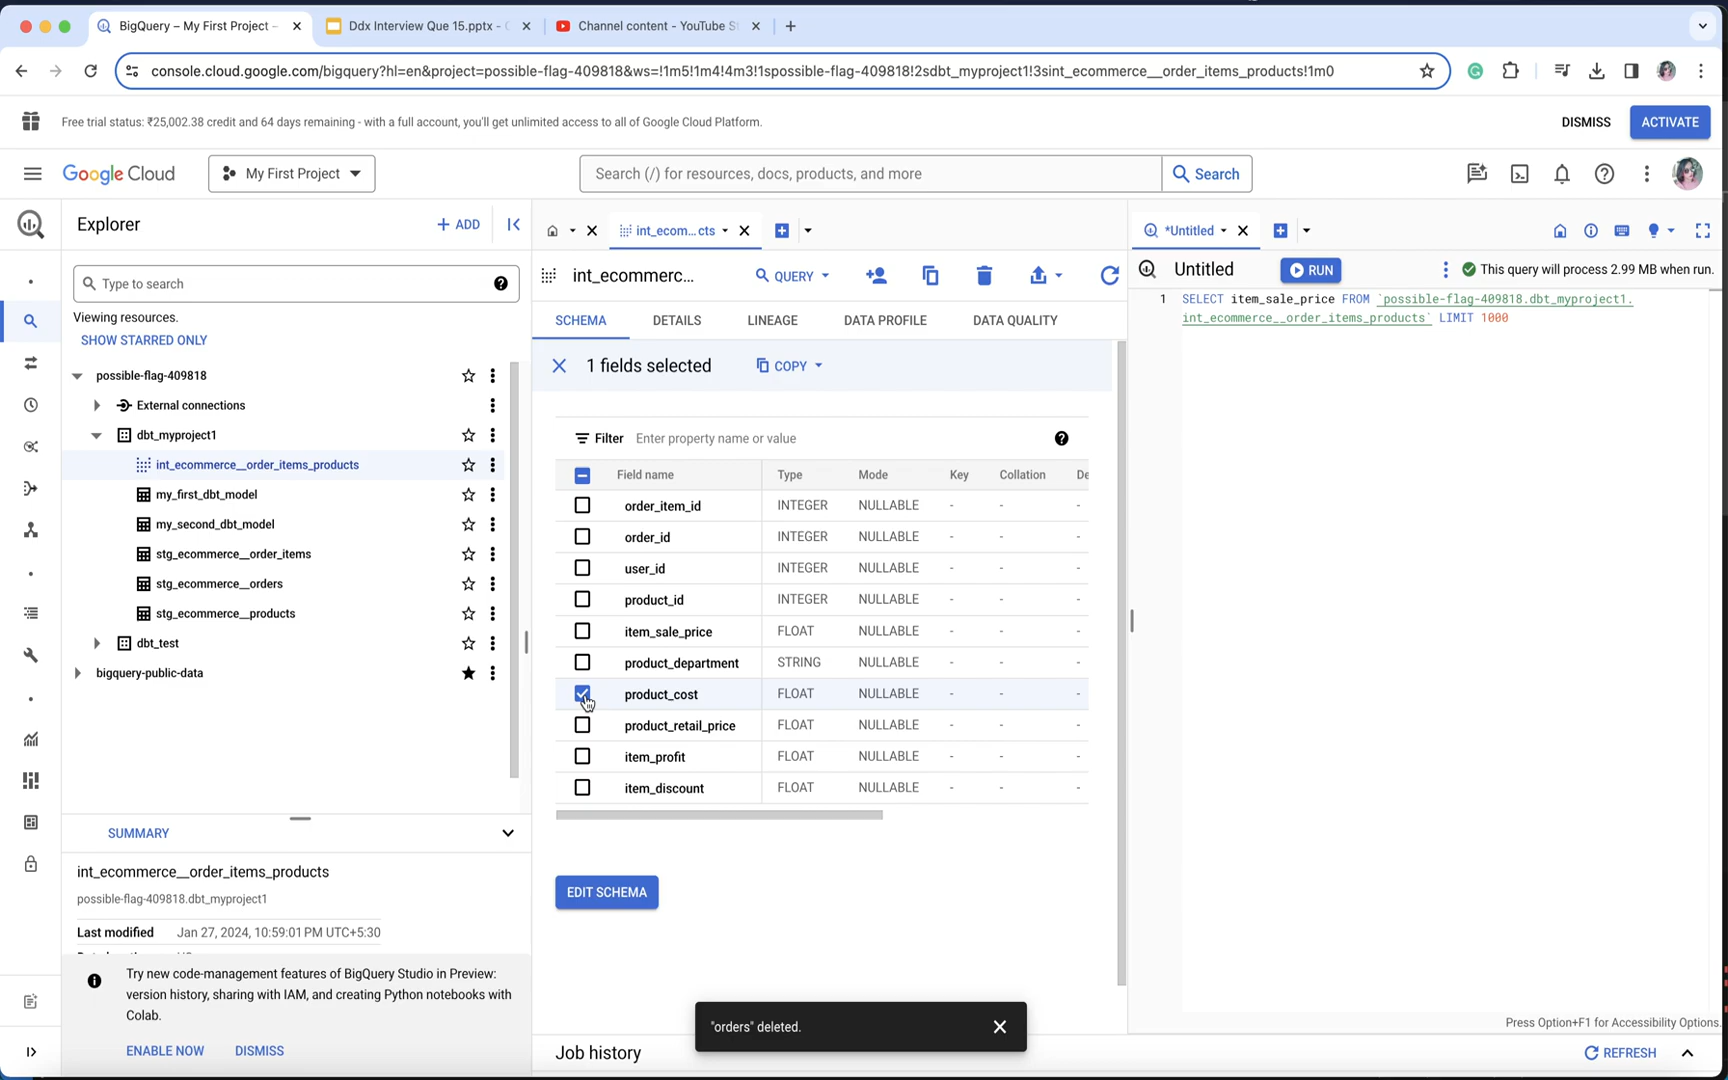 BigQuery – My First Project –
Ddx Interview Que 15.pptx -
Channel content - YouTube S
console.cloud.google.com/bigquery?hl=en&project=possible-flag-409818&ws=!1m5!1m4!4m3!1spossible-flag-409818!2sdbt_myproject1!3sint_ecommerce__order_items_products!1m0
Free trial status: ₹25,002.38 credit and 64 days remaining - with a full account, you'll get unlimited access to all of Google Cloud Platform.
DISMISS
ACTIVATE
Google Cloud
My First Project
Search (/) for resources, docs, products, and more
Search
Explorer
+ ADD
Type to search
Viewing resources.
SHOW STARRED ONLY
possible-flag-409818
External connections
dbt_myproject1
int_ecommerce__order_items_products
my_first_dbt_model
my_second_dbt_model
stg_ecommerce__order_items
stg_ecommerce__orders
stg_ecommerce__products
dbt_test
bigquery-public-data
SUMMARY
int_ecommerce__order_items_products
possible-flag-409818.dbt_myproject1
Last modified Jan 27, 2024, 10:59:01 PM UTC+5:30
Try new code-management features of BigQuery Studio in Preview:
version history, sharing with IAM, and creating Python notebooks with
Colab.
ENABLE NOW DISMISS
int_ecom... cts
int_ecommerc...
QUERY
SCHEMA DETAILS LINEAGE DATA PROFILE DATA QUALITY
1 fields selected
COPY
Filter Enter property name or value
Field name Type Mode Key Collation De
order_item_id INTEGER NULLABLE - - -
order_id INTEGER NULLABLE - - -
user_id INTEGER NULLABLE - - -
product_id INTEGER NULLABLE - - -
item_sale_price FLOAT NULLABLE - - -
product_department STRING NULLABLE - - -
product_cost FLOAT NULLABLE - - -
product_retail_price FLOAT NULLABLE - - -
item_profit FLOAT NULLABLE - - -
item_discount FLOAT NULLABLE - - -
EDIT SCHEMA
"orders" deleted.
Job history
REFRESH
*Untitled
Untitled
RUN
This query will process 2.99 MB when run.
1 SELECT item_sale_price FROM `possible-flag-409818.dbt_myproject1.
int_ecommerce__order_items_products` LIMIT 1000
Press Option+F1 for Accessibility Options.